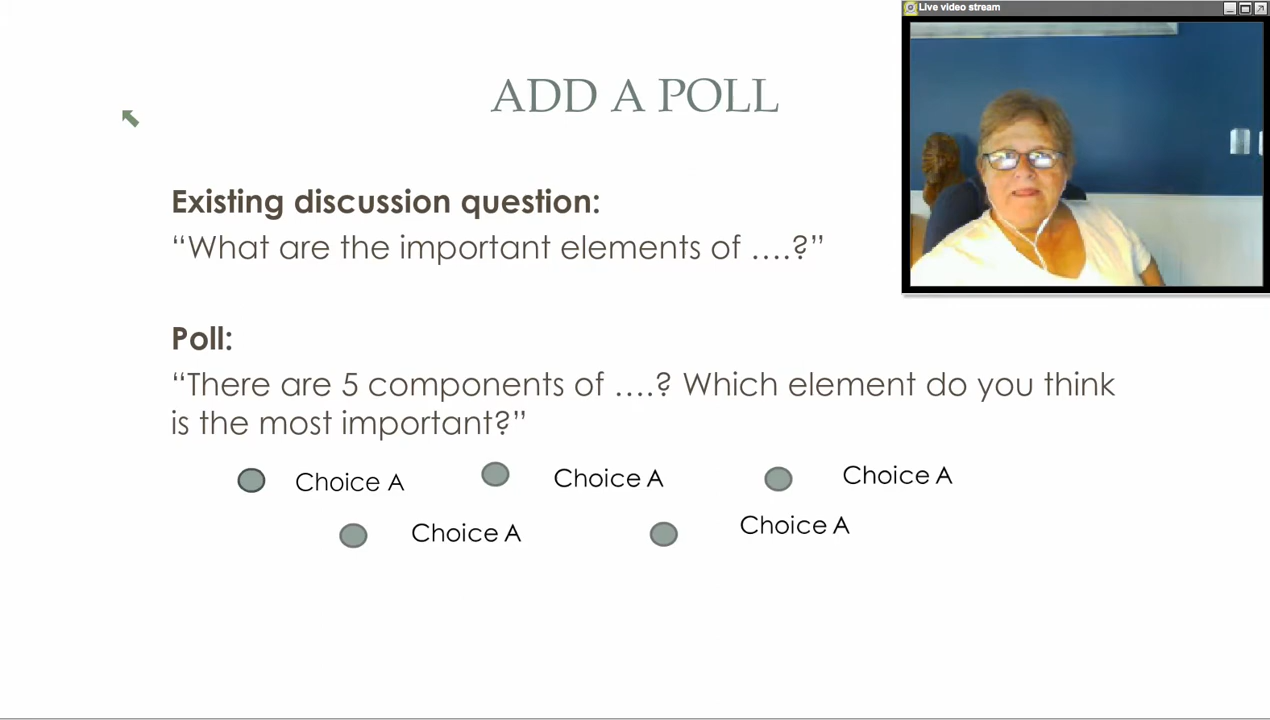 Live video stream
ADD A POLL
Existing discussion question:
“What are the important elements of ....?”
Poll:
“There are 5 components of ....? Which element do you think
is the most important?”
Choice A Choice A Choice A
Choice A Choice A